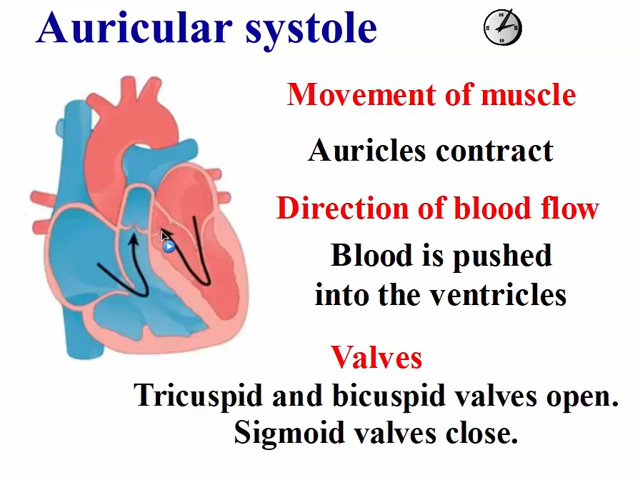 Auricular systole
Movement of muscle
Auricles contract
Direction of blood flow
Blood is pushed
into the ventricles
Valves
Tricuspid and bicuspid valves open.
Sigmoid valves close.